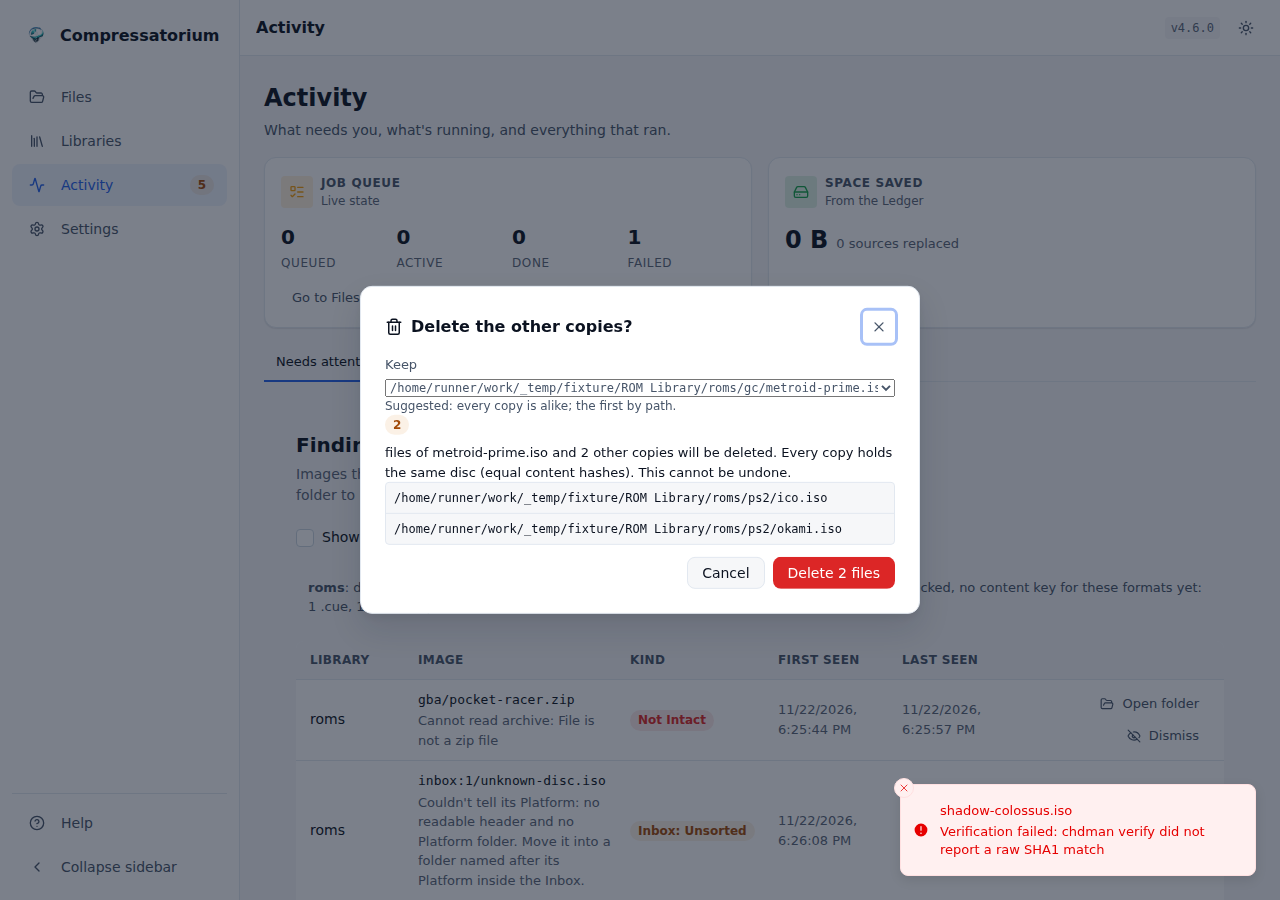 Compressatorium
Activity
v4.6.0
Files
Libraries
Activity
5
Settings
Activity
What needs you, what's running, and everything that ran.
JOB QUEUE
Live state
0
0
0
1
QUEUED
ACTIVE
DONE
FAILED
Go to Files
SPACE SAVED
From the Ledger
0 B 0 sources replaced
Needs attent
Delete the other copies?
Keep
/home/runner/work/_temp/fixture/ROM Library/roms/gc/metroid-prime.is
Suggested: every copy is alike; the first by path.
2
files of metroid-prime.iso and 2 other copies will be deleted. Every copy holds
the same disc (equal content hashes). This cannot be undone.
/home/runner/work/_temp/fixture/ROM Library/roms/ps2/ico.iso
/home/runner/work/_temp/fixture/ROM Library/roms/ps2/okami.iso
Cancel
Delete 2 files
Findin
Images th
folder to
Show
roms: d
cked, no content key for these formats yet:
1 .cue, 1
LIBRARY
IMAGE
KIND
FIRST SEEN
LAST SEEN
roms
gba/pocket-racer.zip
Cannot read archive: File is
not a zip file
Not Intact
11/22/2026,
6:25:44 PM
11/22/2026,
6:25:57 PM
Open folder
Dismiss
roms
inbox:1/unknown-disc.iso
Couldn't tell its Platform: no
readable header and no
Platform folder. Move it into a
folder named after its
Platform inside the Inbox.
Inbox: Unsorted
11/22/2026,
6:26:08 PM
shadow-colossus.iso
Verification failed: chdman verify did not
report a raw SHA1 match
Help
Collapse sidebar